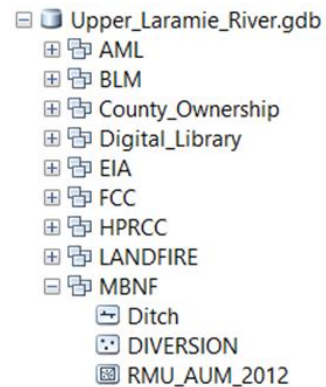 Upper_Laramie_River.gdb
AML
BLM
County_Ownership
Digital_Library
EIA
FCC
HPRCC
LANDFIRE
MBNF
Ditch
DIVERSION
RMU_AUM_2012